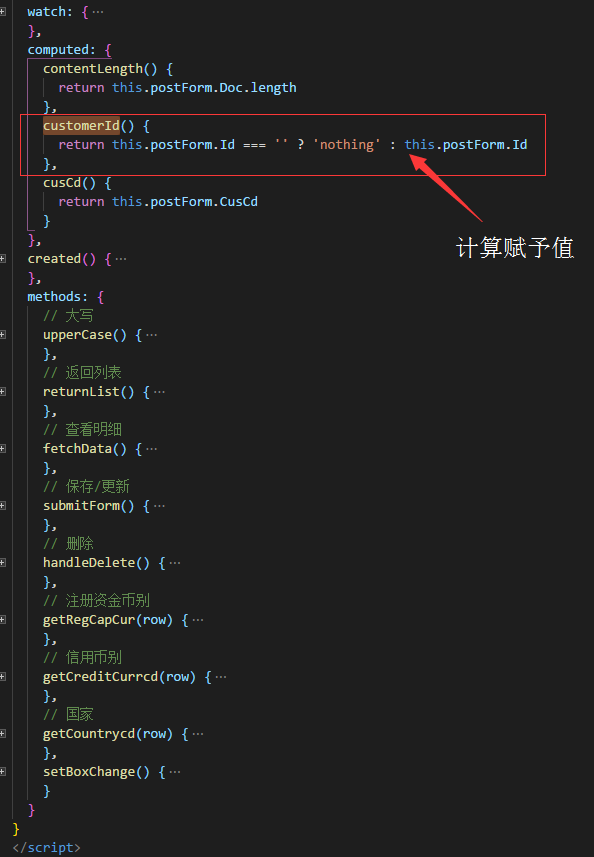 watch: {···
},
computed: {
contentLength() {
return this.postForm.Doc.length
},
customerId() {
return this.postForm.Id === '' ? 'nothing' : this.postForm.Id
},
cusCd() {
return this.postForm.CusCd
}
},
计算赋予值
created() {···
},
methods: {
// 大写
upperCase() {···
},
// 返回列表
returnList() {···
},
// 查看明细
fetchData() {···
},
// 保存/更新
submitForm() {···
},
// 删除
handleDelete() {···
},
// 注册资金币别
getRegCapCur(row) {···
},
// 信用币别
getCreditCurrcd(row) {···
},
// 国家
getCountrycd(row) {···
},
setBoxChange() {···
}
}
}
</script>